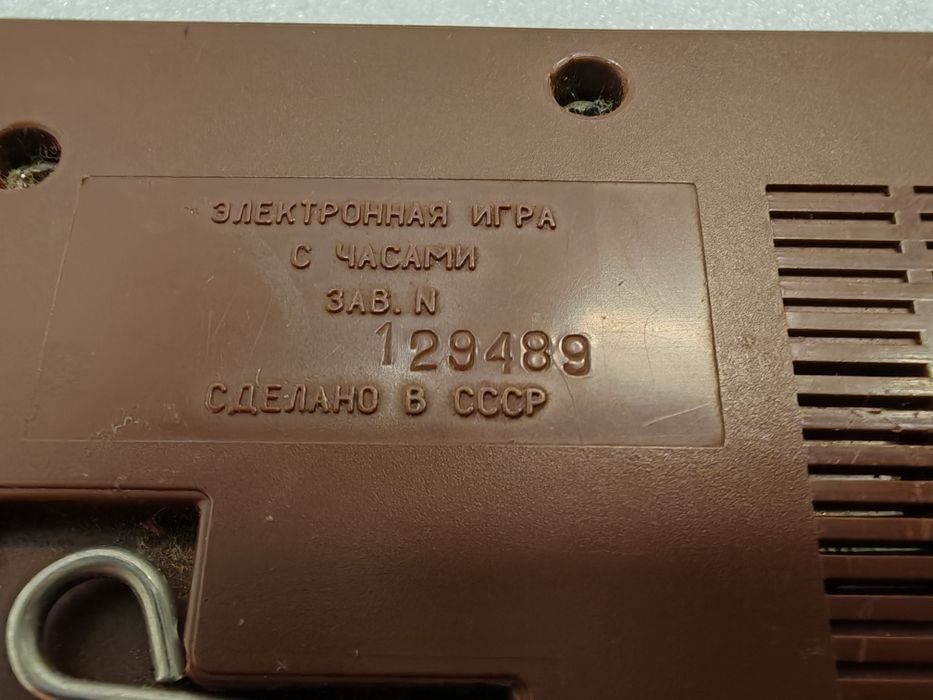 ЭЛЕКТРОННАЯ ИГРА
С ЧАСАМИ
ЗАВ. N
129489
СДЕЛАНО В СССР